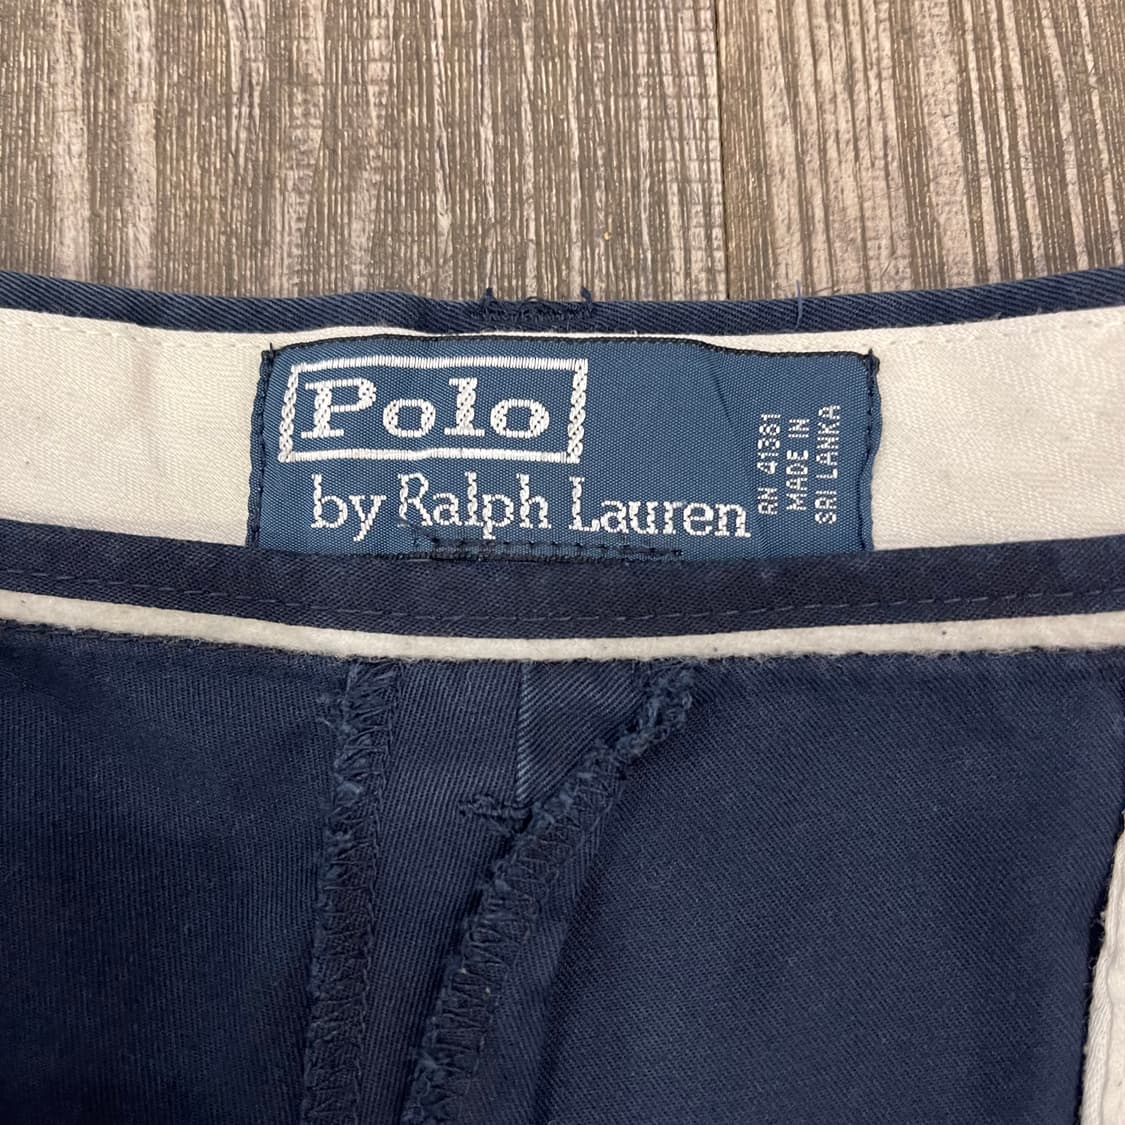 Polo
by Ralph Lauren
RN 41381
MADE IN
SRI LANKA